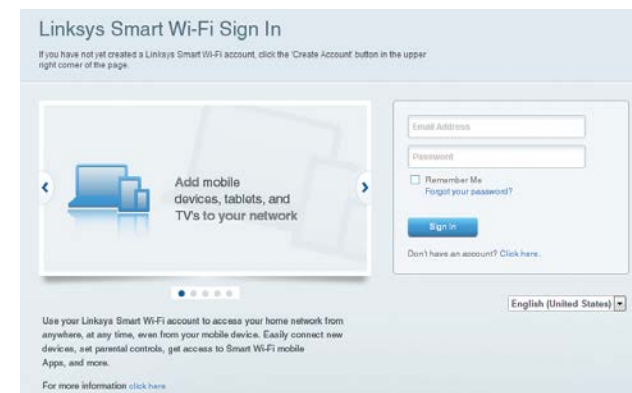 Linksys Smart Wi-Fi Sign In
If you have not yet created a Linksys Smart Wi-Fi account, click the 'Create Account' button in the upper
right corner of the page.
Email Address
Password
Remember Me
Forgot your password?
Add mobile
devices, tablets, and
TV's to your network
Sign In
Don't have an account? Click here.
English (United States)
Use your Linksys Smart Wi-Fi account to access your home network from
anywhere, at any time, even from your mobile device. Easily connect new
devices, set parental controls, get access to Smart Wi-Fi mobile
Apps, and more.
For more information click here